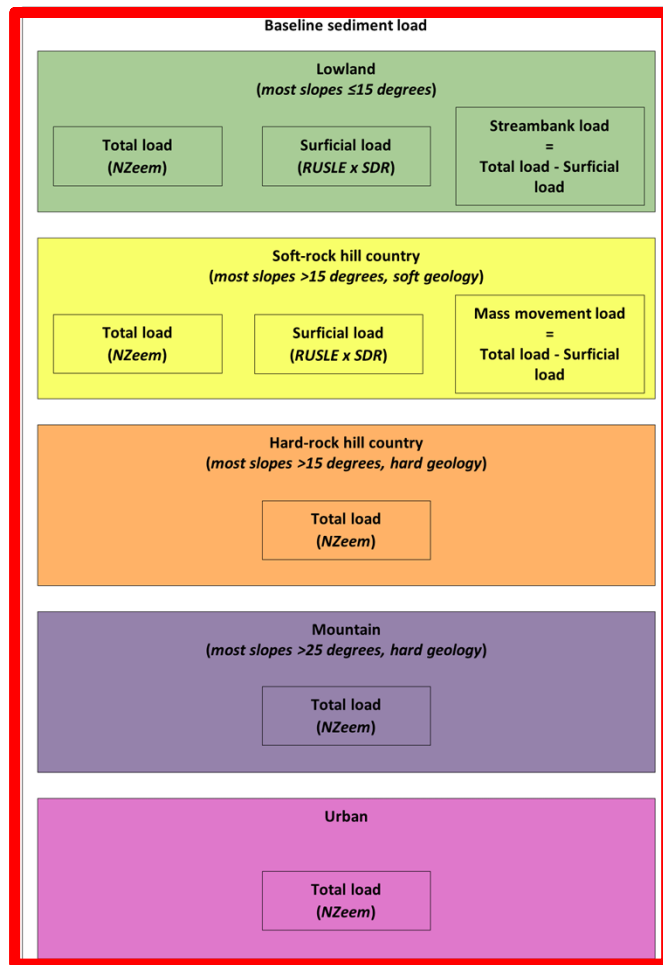 Baseline sediment load
Lowland
(most slopes ≤15 degrees)
Total load
(NZeem)
Surficial load
(RUSLE x SDR)
Streambank load
=
Total load - Surficial
load
Soft-rock hill country
(most slopes >15 degrees, soft geology)
Total load
(NZeem)
Surficial load
(RUSLE x SDR)
Mass movement load
=
Total load - Surficial
load
Hard-rock hill country
(most slopes >15 degrees, hard geology)
Total load
(NZeem)
Mountain
(most slopes >25 degrees, hard geology)
Total load
(NZeem)
Urban
Total load
(NZeem)